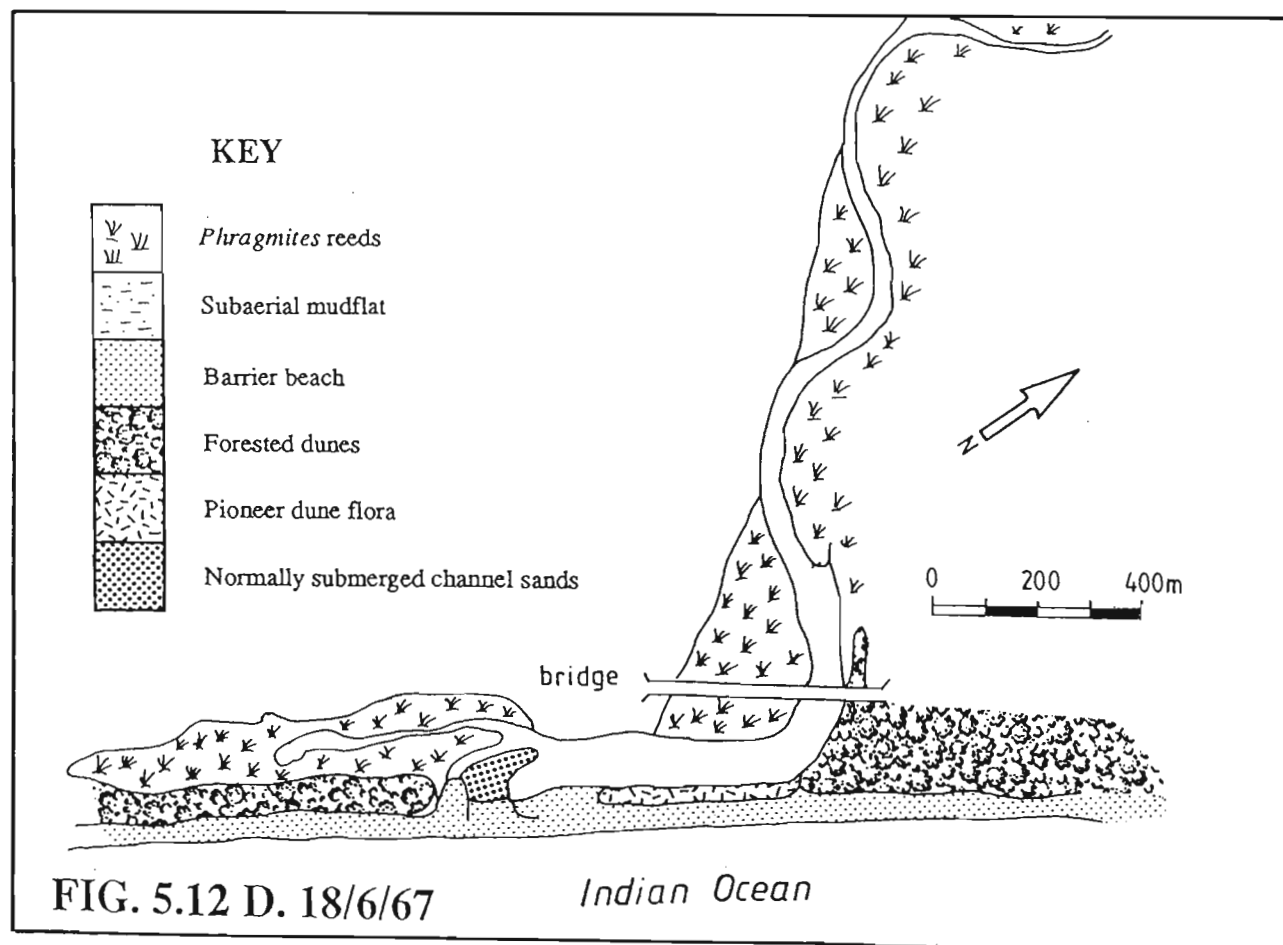 KEY
Phragmites reeds
Subaerial mudflat
Barrier beach
Forested dunes
Pioneer dune flora
Normally submerged channel sands
N
0 200 400m
bridge
Indian Ocean
FIG. 5.12 D. 18/6/67